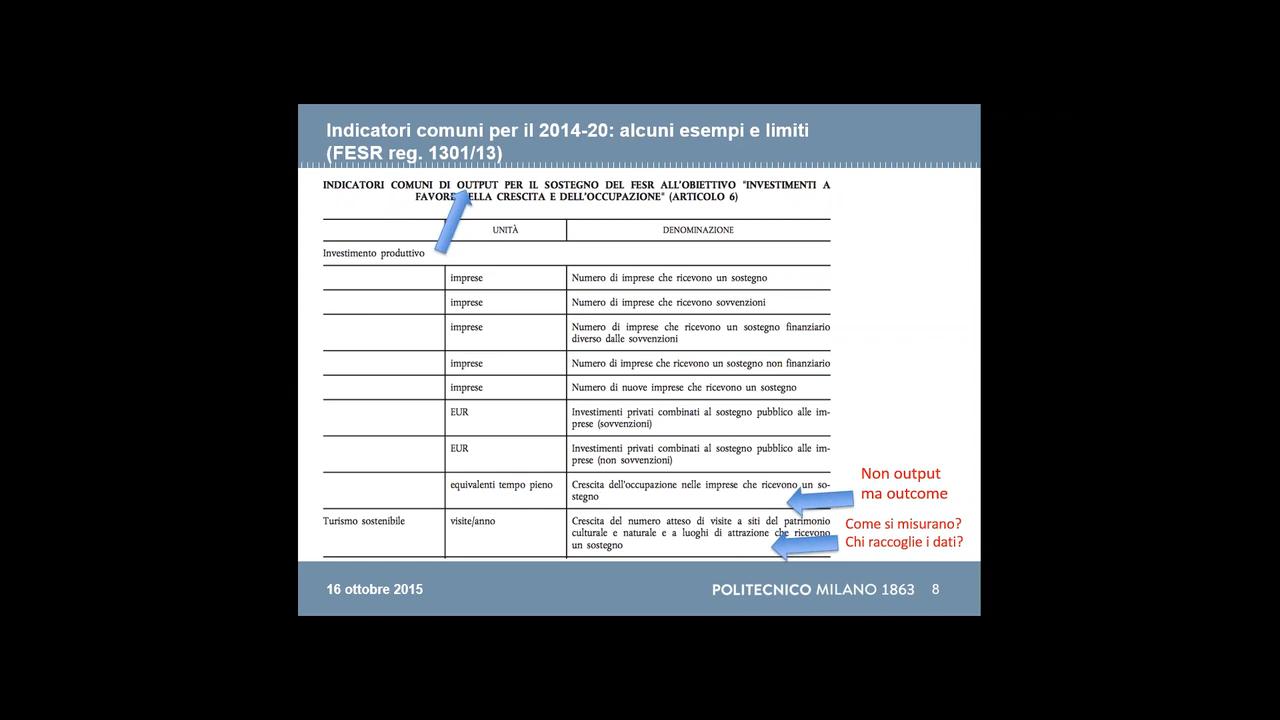 Indicatori comuni per il 2014-20: alcuni esempi e limiti
(FESR reg. 1301/13)
INDICATORI COMUNI DI OUTPUT PER IL SOSTEGNO DEL FESR ALL'OBIETTIVO "INVESTIMENTI A
FAVORE DELLA CRESCITA E DELL'OCCUPAZIONE" (ARTICOLO 6)
UNITÀ DENOMINAZIONE
Investimento produttivo
imprese Numero di imprese che ricevono un sostegno
imprese Numero di imprese che ricevono sovvenzioni
imprese Numero di imprese che ricevono un sostegno finanziario
diverso dalle sovvenzioni
imprese Numero di imprese che ricevono un sostegno non finanziario
imprese Numero di nuove imprese che ricevono un sostegno
EUR Investimenti privati combinati al sostegno pubblico alle im-
prese (sovvenzioni)
EUR Investimenti privati combinati al sostegno pubblico alle im-
prese (non sovvenzioni)
equivalenti tempo pieno Crescita dell'occupazione nelle imprese che ricevono un so-
stegno
Non output
ma outcome
Turismo sostenibile visite/anno Crescita del numero atteso di visite a siti del patrimonio
culturale e naturale e a luoghi di attrazione che ricevono
un sostegno
Come si misurano?
Chi raccoglie i dati?
16 ottobre 2015 POLITECNICO MILANO 1863 8